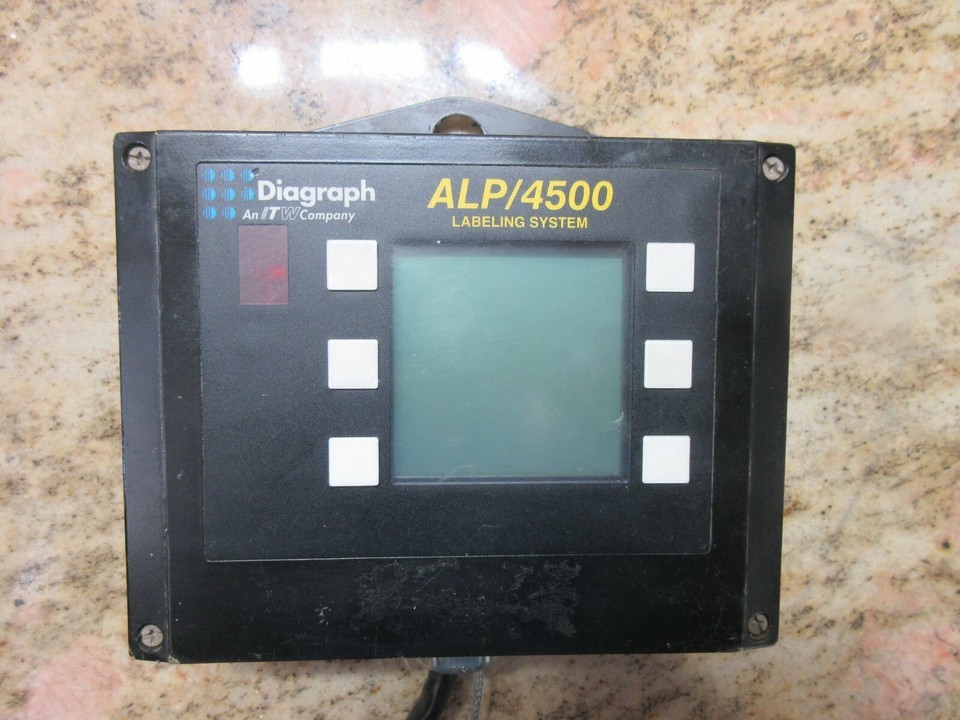 Diagraph
An ITW Company
ALP/4500
LABELING SYSTEM